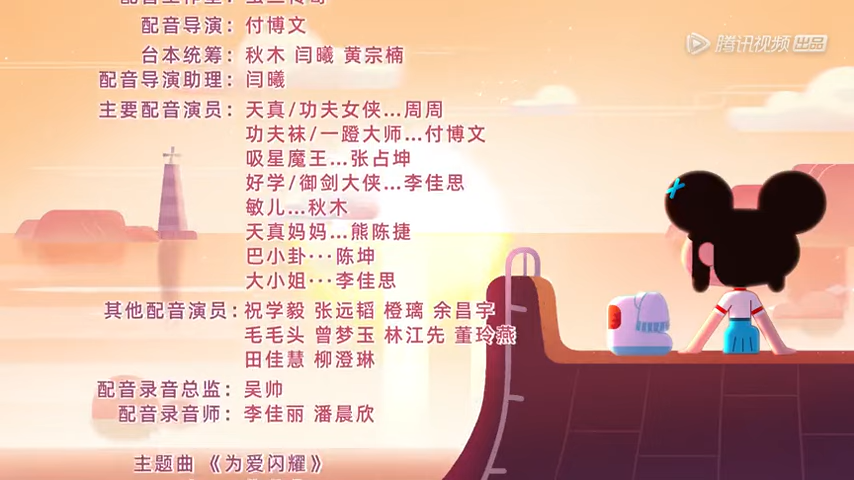 配音导演：付博文
腾讯视频 出品
台本统筹：秋木 闫曦 黄宗楠
配音导演助理：闫曦
主要配音演员：天真/功夫女侠...周周
功夫袜/一蹬大师...付博文
吸星魔王...张占坤
好学/御剑大侠...李佳思
敏儿...秋木
天真妈妈...熊陈捷
巴小卦···陈坤
大小姐···李佳思
其他配音演员：祝学毅 张远韬 橙璃 余昌宇
毛毛头 曾梦玉 林江先 董玲燕
田佳慧 柳澄琳
配音录音总监：吴帅
配音录音师：李佳丽 潘晨欣
主题曲《为爱闪耀》